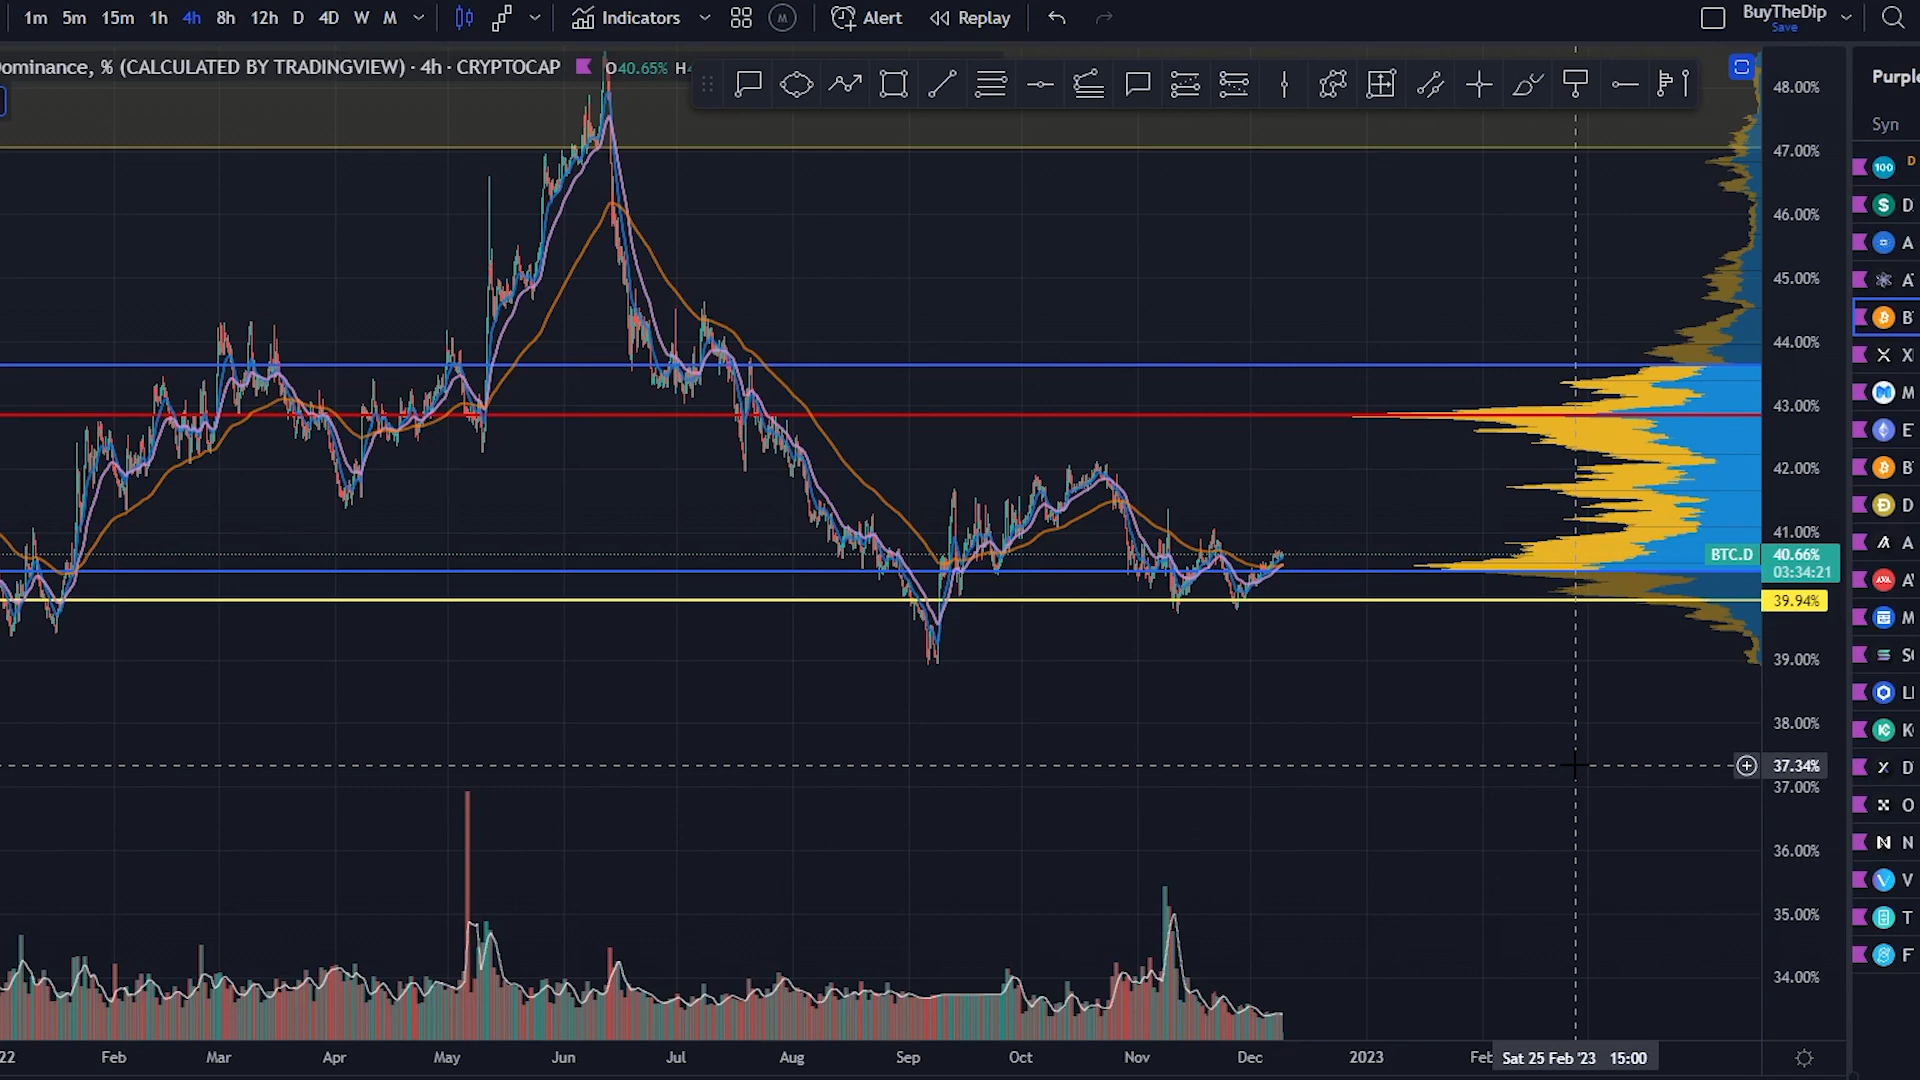 1m 5m 15m 1h 4h 8h 12h D 4D W M Indicators M Alert Replay BuyTheDip
Save
ominance, % (CALCULATED BY TRADINGVIEW) · 4h · CRYPTOCAP O40.65% H
Purple
Syn
48.00%
47.00%
46.00%
45.00%
44.00%
43.00%
42.00%
41.00%
BTC.D 40.66%
03:34:21
39.94%
39.00%
38.00%
37.34%
37.00%
36.00%
35.00%
34.00%
100 D
D
A
A
B
X
M
E
B
D
A
A
M
S
L
K
D
O
N
V
T
F
22 Feb Mar Apr May Jun Jul Aug Sep Oct Nov Dec 2023 Feb Sat 25 Feb '23 15:00